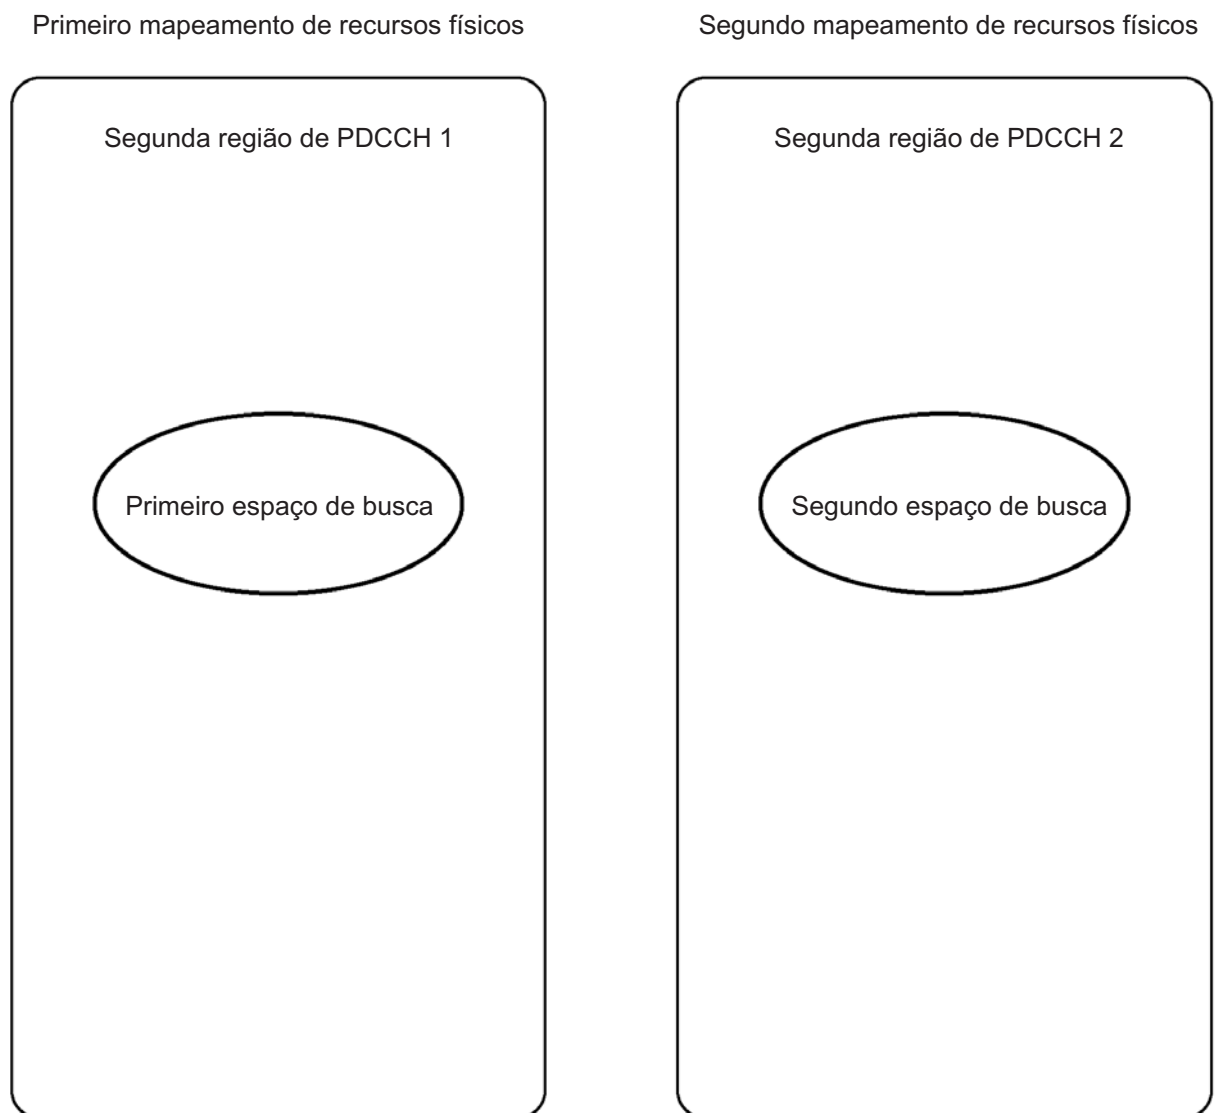 Primeiro mapeamento de recursos físicos
Segunda região de PDCCH 1
Primeiro espaço de busca
Segundo mapeamento de recursos físicos
Segunda região de PDCCH 2
Segundo espaço de busca